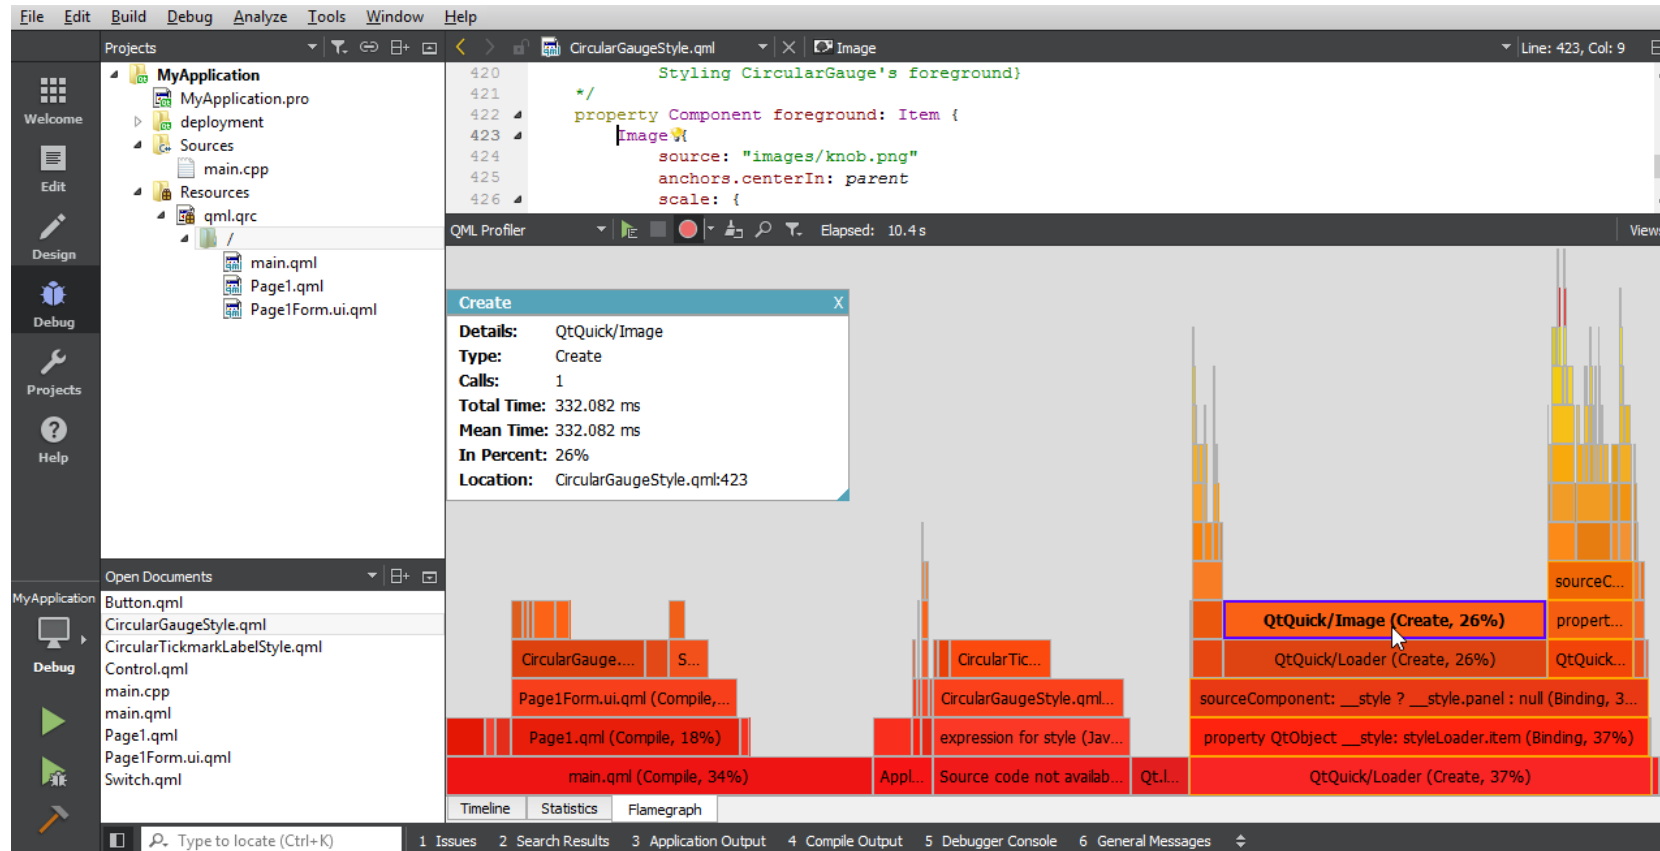 File Edit Build Debug Analyze Tools Window Help
Projects
CircularGaugeStyle.qml
Image
Line: 423, Col: 9
Welcome
Edit
Design
Debug
Projects
Help
MyApplication
MyApplication.pro
deployment
Sources
main.cpp
Resources
qml.qrc
/
main.qml
Page1.qml
Page1Form.ui.qml
420 Styling CircularGauge's foreground}
421 */
422 property Component foreground: Item {
423 Image {
424 source: "images/knob.png"
425 anchors.centerIn: parent
426 scale: {
QML Profiler
Elapsed: 10.4 s
Views
Create X
Details: QtQuick/Image
Type: Create
Calls: 1
Total Time: 332.082 ms
Mean Time: 332.082 ms
In Percent: 26%
Location: CircularGaugeStyle.qml:423
sourceC...
QtQuick/Image (Create, 26%)
propert...
CircularGauge....
S...
CircularTic...
QtQuick/Loader (Create, 26%)
QtQuick...
Page1Form.ui.qml (Compile,...
CircularGaugeStyle.qml...
sourceComponent: __style ? __style.panel : null (Binding, 3...
Page1.qml (Compile, 18%)
expression for style (Jav...
property QtObject __style: styleLoader.item (Binding, 37%)
main.qml (Compile, 34%)
Appl...
Source code not availab...
Qt.l...
QtQuick/Loader (Create, 37%)
Timeline Statistics Flamegraph
Open Documents
Button.qml
CircularGaugeStyle.qml
CircularTickmarkLabelStyle.qml
Control.qml
main.cpp
main.qml
Page1.qml
Page1Form.ui.qml
Switch.qml
MyApplication
Debug
Type to locate (Ctrl+K)
1 Issues 2 Search Results 3 Application Output 4 Compile Output 5 Debugger Console 6 General Messages